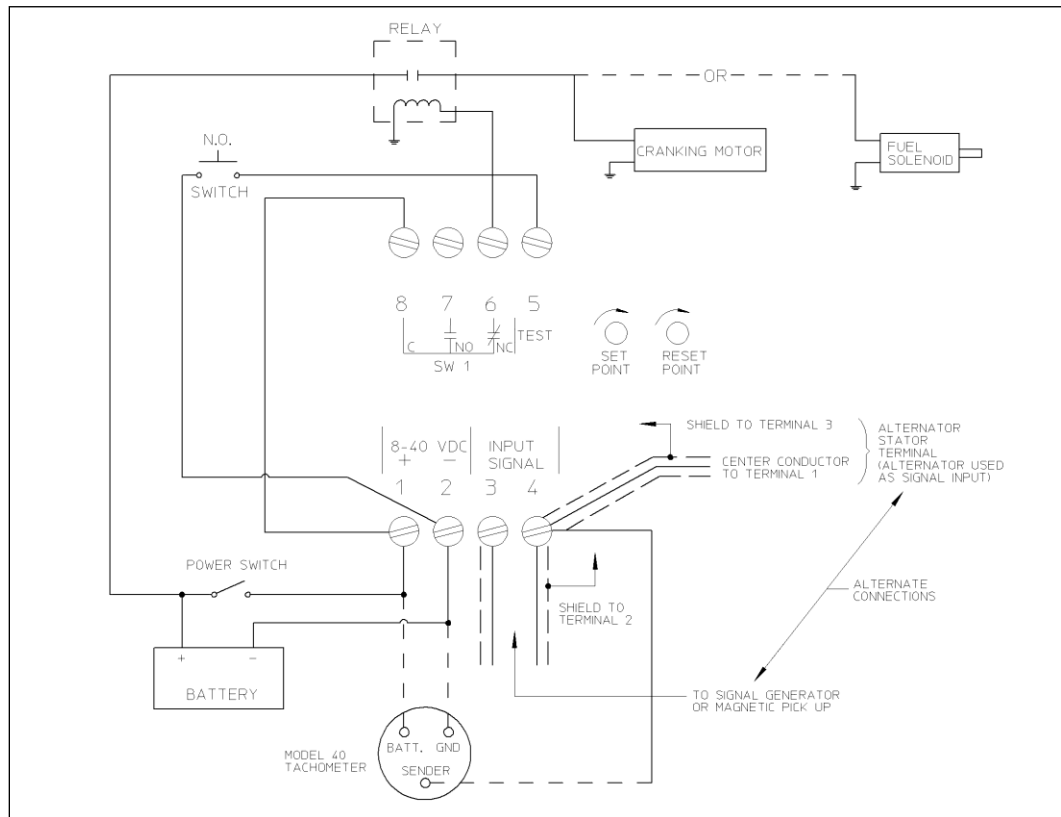 RELAY
OR
N.O.
SWITCH
CRANKING MOTOR
FUEL
SOLENOID
8 7 6 5
C NO NC TEST
SW 1
SET
POINT
RESET
POINT
8-40 VDC
+ -
INPUT
SIGNAL
1 2 3 4
SHIELD TO TERMINAL 3
CENTER CONDUCTOR
TO TERMINAL 1
ALTERNATOR
STATOR
TERMINAL
(ALTERNATOR USED
AS SIGNAL INPUT)
POWER SWITCH
SHIELD TO
TERMINAL 2
ALTERNATE
CONNECTIONS
+ -
BATTERY
TO SIGNAL GENERATOR
OR MAGNETIC PICK UP
MODEL 40
TACHOMETER
BATT. GND
SENDER